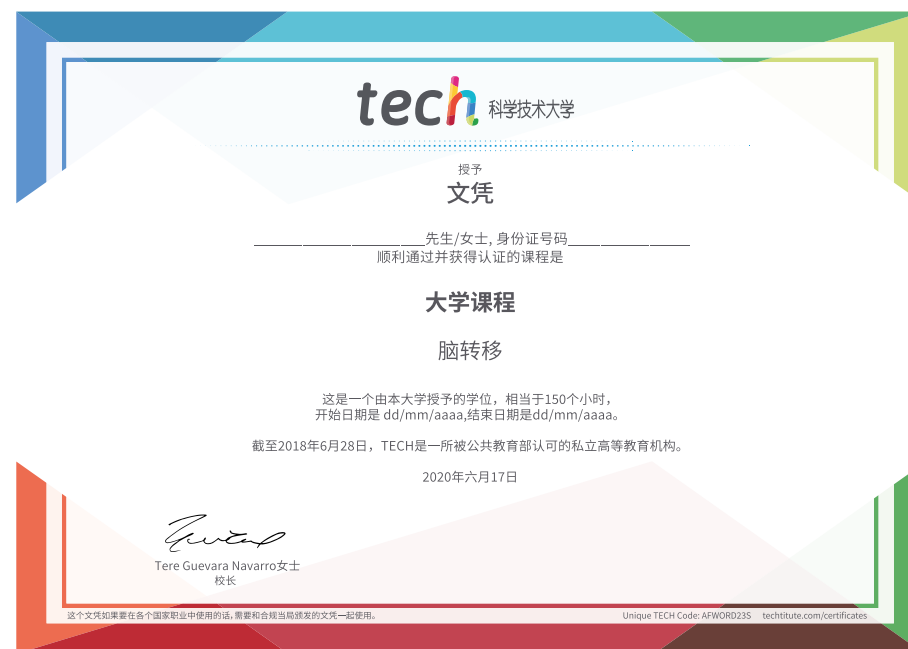 tech 科学技术大学
授予
文凭
______________________先生/女士, 身份证号码_______________
顺利通过并获得认证的课程是
大学课程
脑转移
这是一个由本大学授予的学位，相当于150个小时，
开始日期是 dd/mm/aaaa,结束日期是dd/mm/aaaa。
截至2018年6月28日，TECH是一所被公共教育部认可的私立高等教育机构。
2020年六月17日
Tere Guevara Navarro女士
校长
这个文凭如果要在各个国家职业中使用的话,需要和合规当局颁发的文凭一起使用。
Unique TECH Code: AFWORD23S techtitute.com/certificates